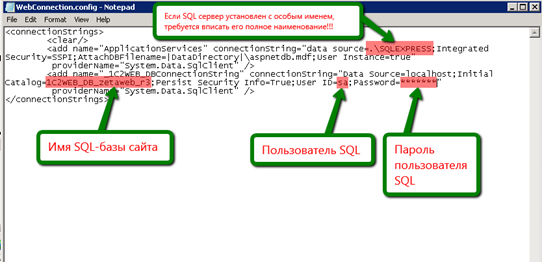 WebConnection.config - Notepad
File Edit Format View Help
Если SQL сервер установлен с особым именем,
требуется вписать его полное наименование!!!
<connectionStrings>
<clear/>
<add name="ApplicationServices" connectionString="data source=.\SQLEXPRESS;Integrated
Security=SSPI;AttachDBFilename=|DataDirectory|\aspnetdb.mdf;User Instance=true"
providerName="System.Data.SqlClient" />
<add name="_1C2WEB_DBConnectionString" connectionString="Data Source=localhost;Initial
Catalog=1C2WEB_DB_zetaweb_r3;Persist Security Info=True;User ID=sa;Password=*******"
providerName="System.Data.SqlClient" />
</connectionStrings>
Имя SQL-базы сайта
Пользователь SQL
Пароль
пользователя
SQL